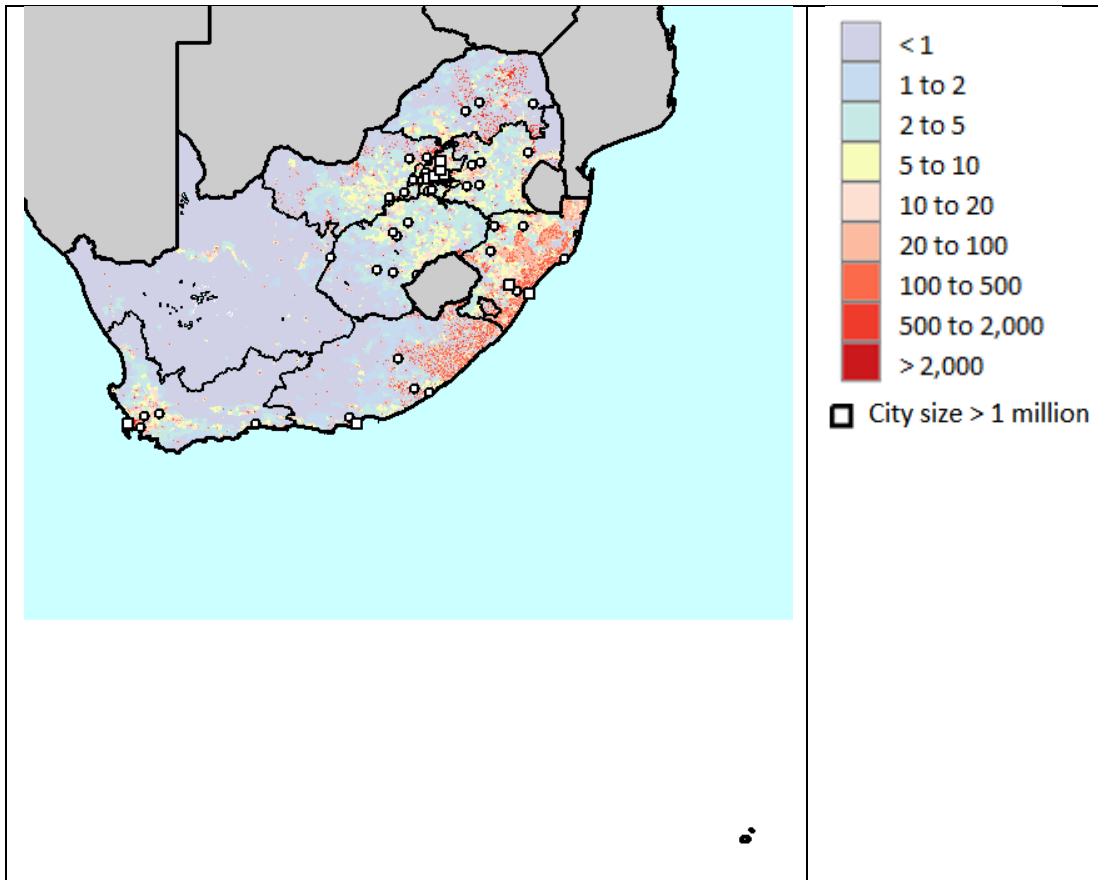 < 1
1 to 2
2 to 5
5 to 10
10 to 20
20 to 100
100 to 500
500 to 2,000
> 2,000
City size > 1 million